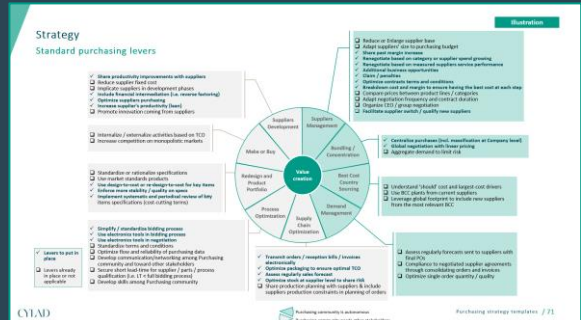 Illustration
Strategy
Standard purchasing levers
Reduce or Enlarge supplier base
Adapt suppliers' size to purchasing budget
Share patd margin increase
Renegotiate based on category or supplier spend growing
Renegotiate based on measured suppliers service performance
Additional business opportunities
Claim / penalties
Optimize contracts terms and conditions
Breakdown cost and margin to ensure having the best cost at each step
Compare prices between product lines / categories
Adapt negotiation frequency and contract duration
Organize CEO / group negotiation
Facilitate supplier switch / quality new suppliers
Share productivity improvements with suppliers
Reduce supplier fixed cost
Implicate suppliers in development phases
Include financial intermediation (i.e. reverse factoring)
Optimize suppliers purchasing
Increase supplier's productivity (lean)
Promote innovation coming from suppliers
Suppliers Development
Suppliers Management
Internalize / externalize activities based on TCO
Increase competition on monopolistic markets
Make or Buy
Bundling / Concentration
Centralize purchases (incl. massification at Company level)
Global negotiation with linear pricing
Aggregate demand to limit risk
Value creation
Standardize or rationalize specifications
Use market standards products
Use design-to-cost or re-design-to-cost for key items
Enforce more stability / quality on specs
Implement systematic and periodical review of key
items specifications (cost cutting terms)
Redesign and Product Portfolio
Best Cost Country Sourcing
Understand 'should' cost and largest-cost drivers
Use BCC plants from current suppliers
Leverage global footprint to include new suppliers
from the most relevant BCC
Process Optimization
Supply Chain Optimization
Demand Management
Simplify / standardize bidding process
Use electronics tools in bidding process
Use electronics tools in negotiation
Standardize terms and conditions
Optimize flow and reliability of purchasing data
Develop communication/networking among Purchasing
community and toward other stakeholders
Secure short lead-time for supplier / parts / process
qualification (i.e. LT = full bidding process)
Develop skills among Purchasing community
Transmit orders / reception bills / invoices
electronically
Optimize packaging to ensure optimal TCO
Assess regularly sales forecast
Optimize stock at supplier level to share risk
Share production planning with suppliers & include
suppliers production constraints in planning of orders
Assess regularly forecasts sent to suppliers with
final POs
Compliance to negotiated supplier agreements
through consolidating orders and invoices
Optimize single order quantity / quality
Levers to put in
place
Levers already
in place or not
applicable
Purchasing community is autonomous
CYLAD
Purchasing strategy templates / 71